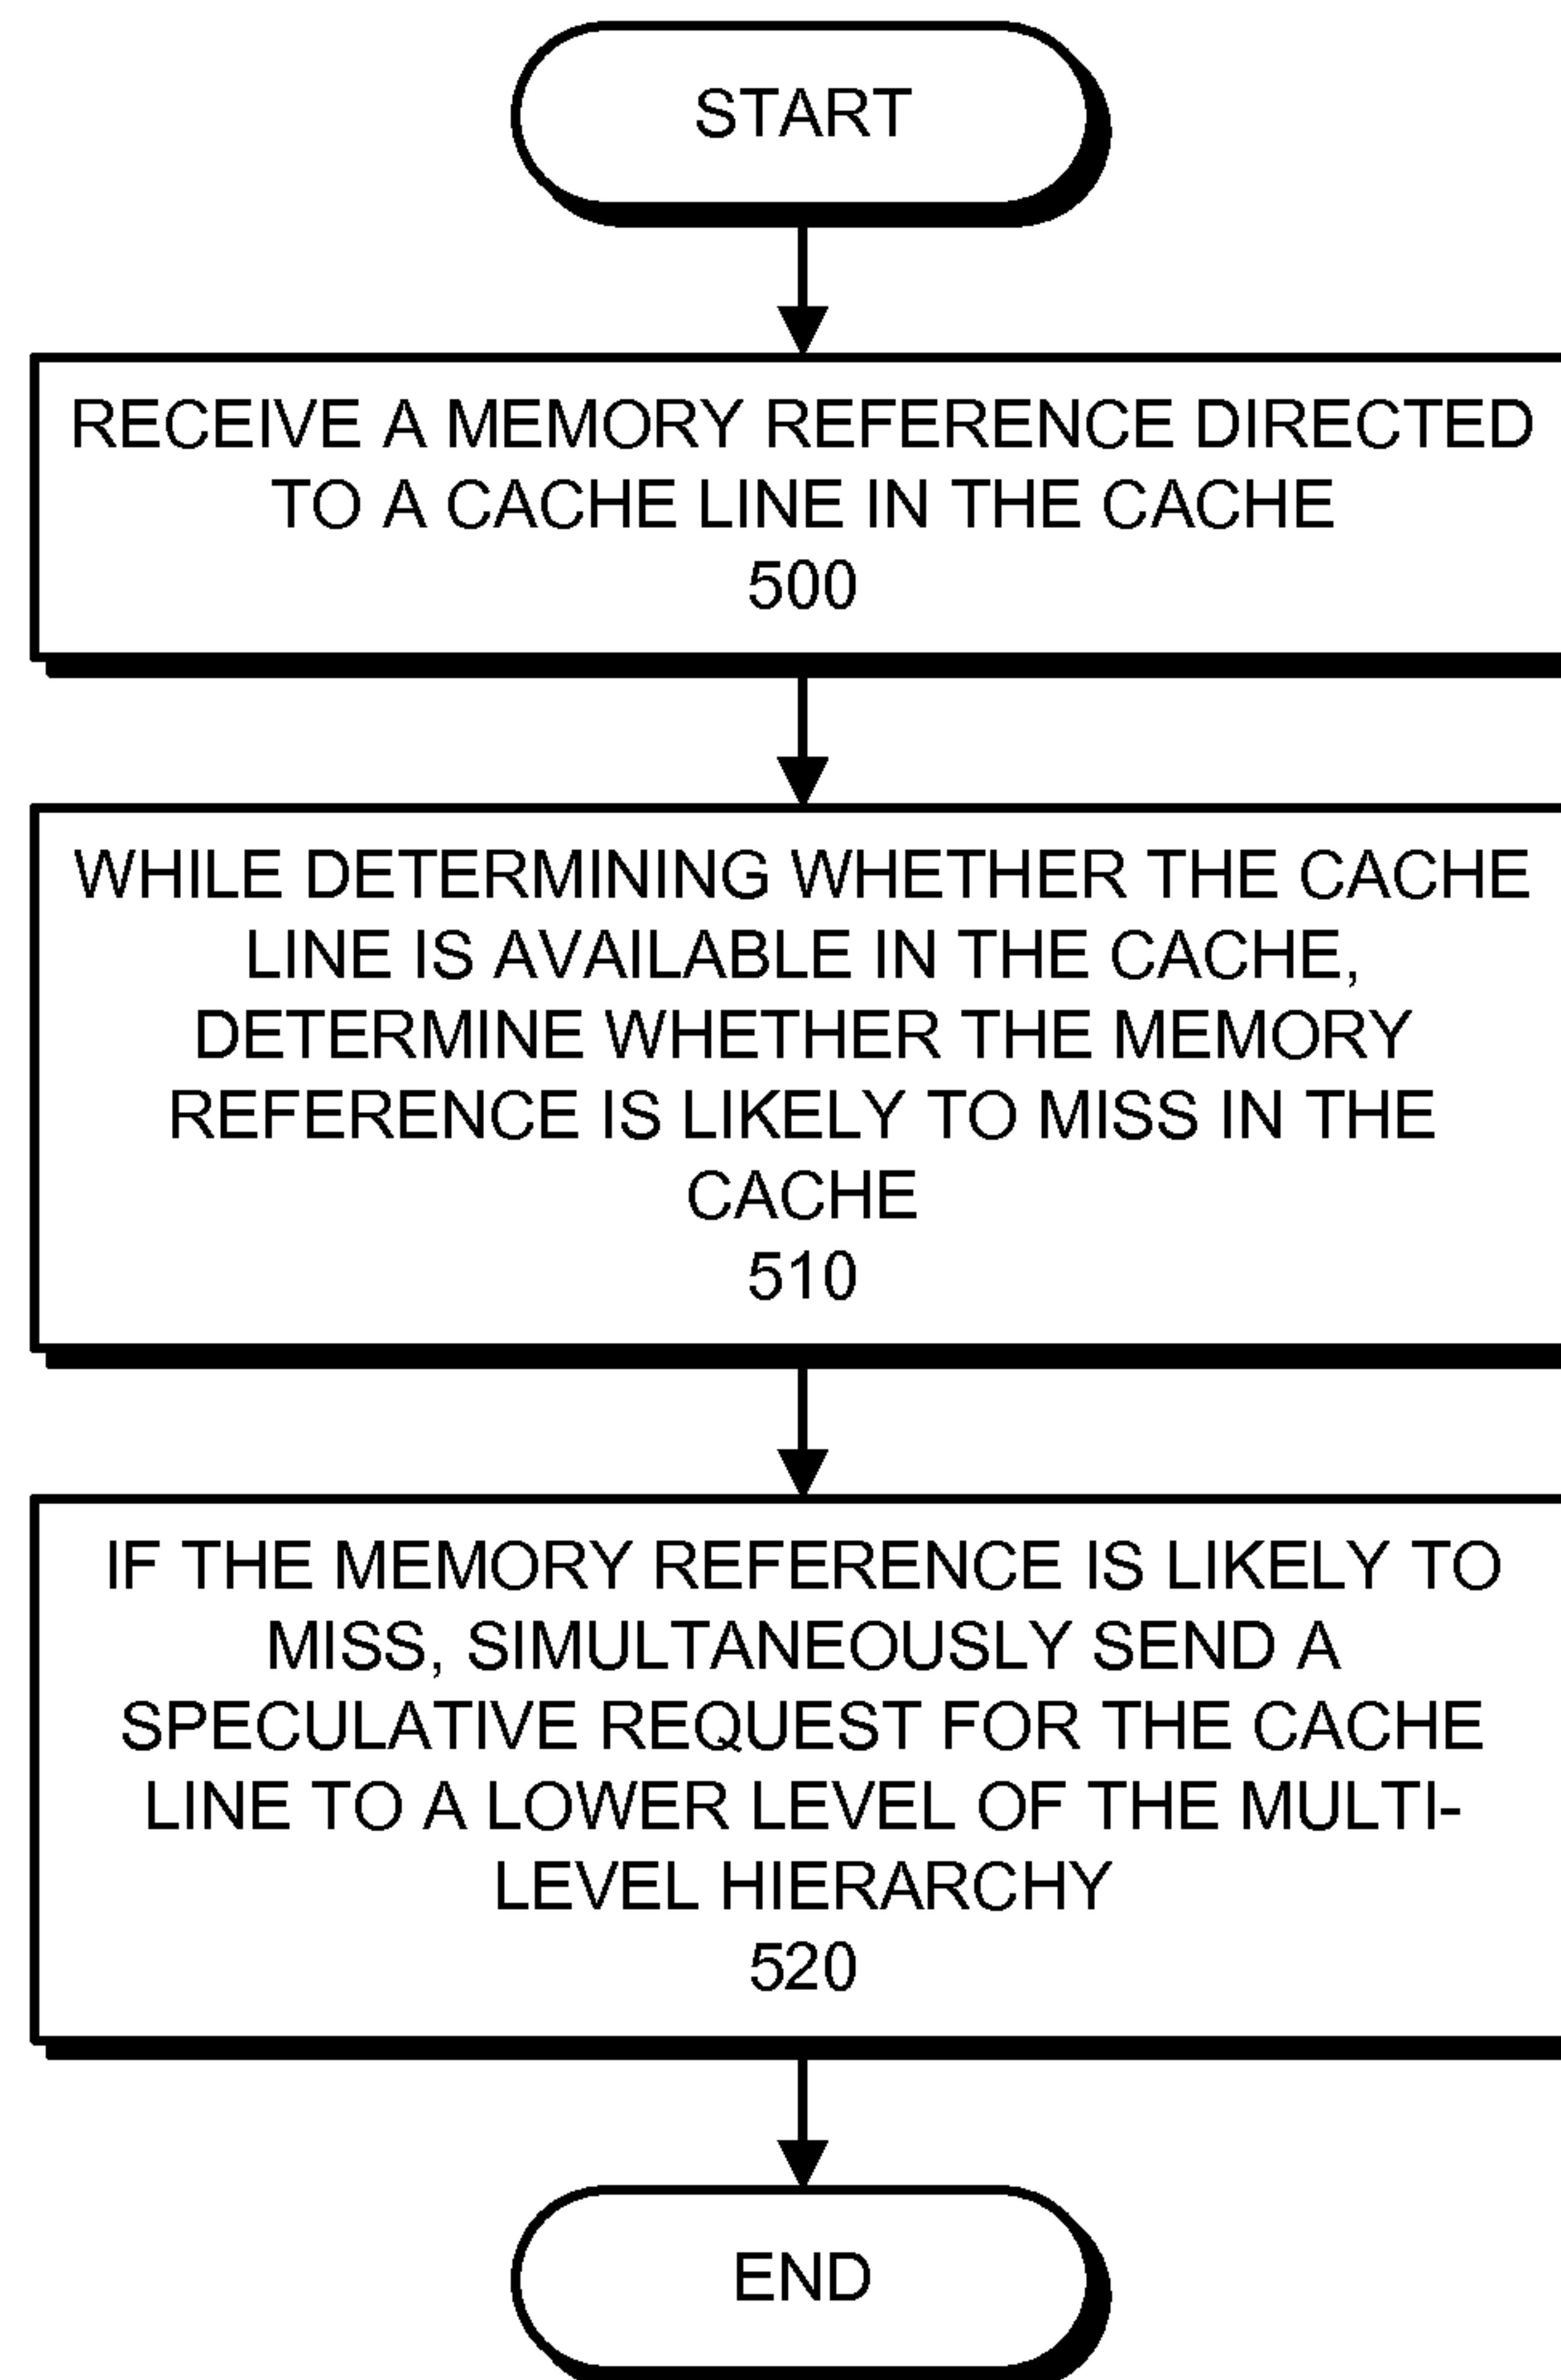 START
RECEIVE A MEMORY REFERENCE DIRECTED
TO A CACHE LINE IN THE CACHE
500
WHILE DETERMINING WHETHER THE CACHE
LINE IS AVAILABLE IN THE CACHE,
DETERMINE WHETHER THE MEMORY
REFERENCE IS LIKELY TO MISS IN THE
CACHE
510
IF THE MEMORY REFERENCE IS LIKELY TO
MISS, SIMULTANEOUSLY SEND A
SPECULATIVE REQUEST FOR THE CACHE
LINE TO A LOWER LEVEL OF THE MULTI-
LEVEL HIERARCHY
520
END